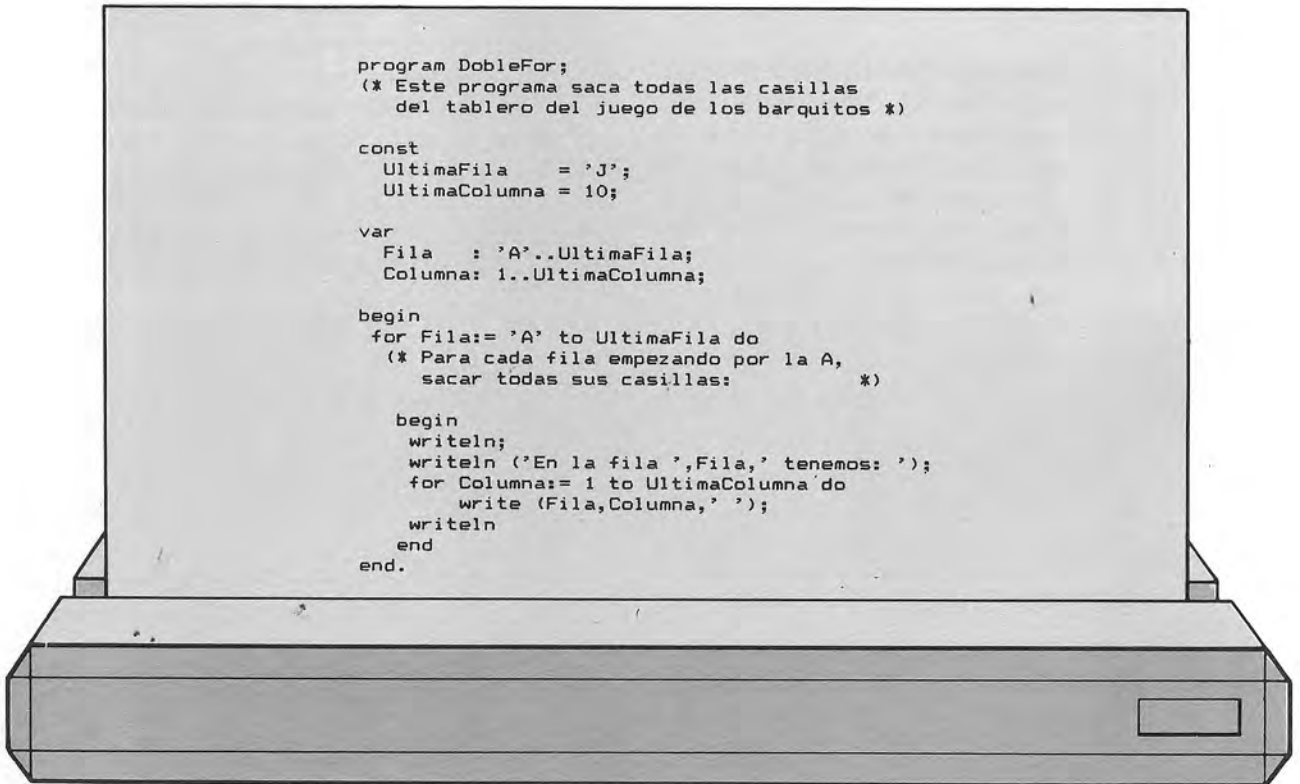 program DobleFor;
(* Este programa saca todas las casillas
   del tablero del juego de los barquitos *)

const
  UltimaFila    = 'J';
  UltimaColumna = 10;

var
  Fila   : 'A'..UltimaFila;
  Columna: 1..UltimaColumna;

begin
 for Fila:= 'A' to UltimaFila do
  (* Para cada fila empezando por la A,
     sacar todas sus casillas:          *)

   begin
    writeln;
    writeln ('En la fila ',Fila,' tenemos: ');
    for Columna:= 1 to UltimaColumna do
        write (Fila,Columna,' ');
    writeln
   end
end.